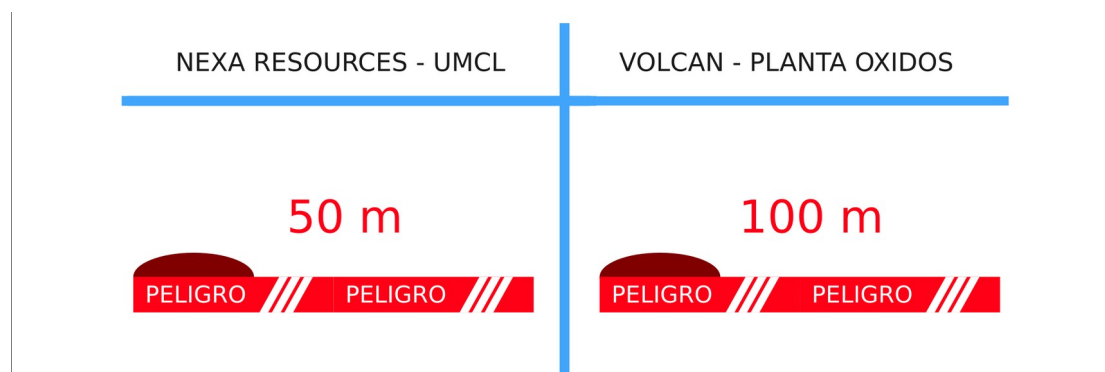 NEXA RESOURCES - UMCL
VOLCAN - PLANTA OXIDOS
50 m
100 m
PELIGRO PELIGRO
PELIGRO PELIGRO